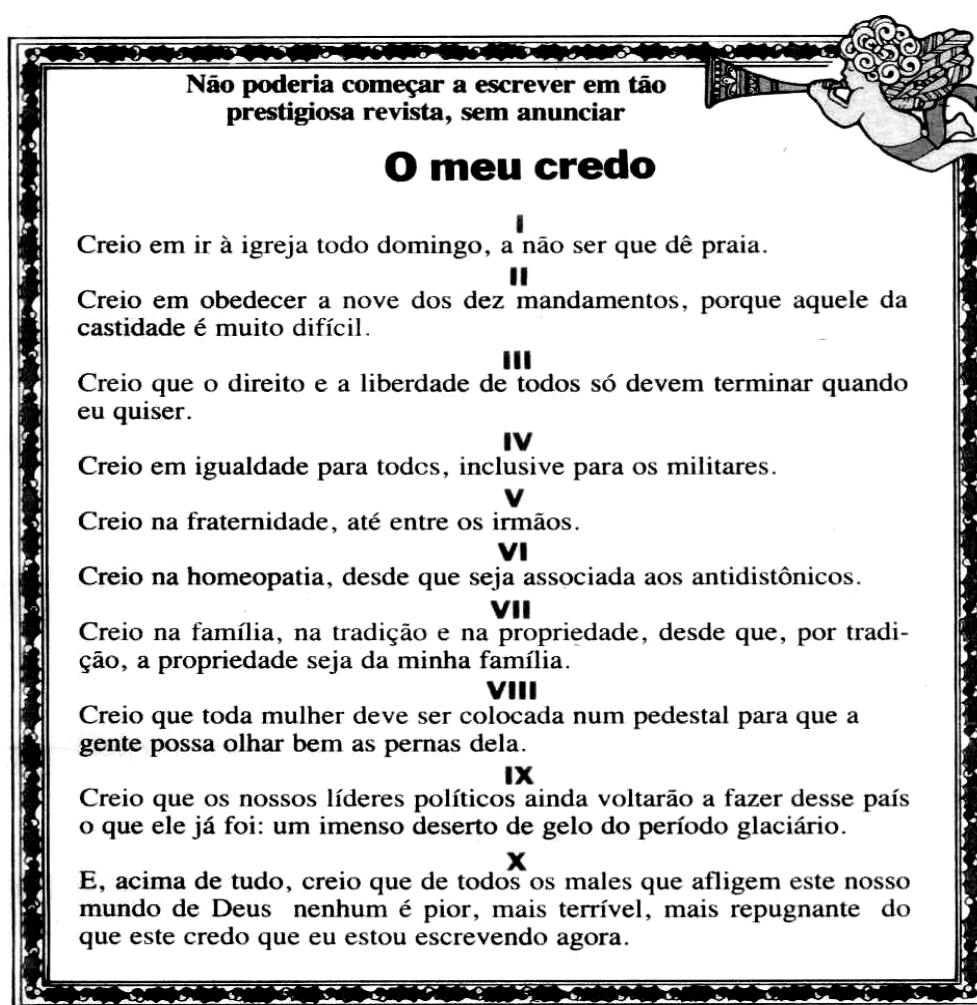 Não poderia começar a escrever em tão
prestigiosa revista, sem anunciar
O meu credo
I
Creio em ir à igreja todo domingo, a não ser que dê praia.
II
Creio em obedecer a nove dos dez mandamentos, porque aquele da
castidade é muito difícil.
III
Creio que o direito e a liberdade de todos só devem terminar quando
eu quiser.
IV
Creio em igualdade para todos, inclusive para os militares.
V
Creio na fraternidade, até entre os irmãos.
VI
Creio na homeopatia, desde que seja associada aos antidistônicos.
VII
Creio na família, na tradição e na propriedade, desde que, por tradi-
ção, a propriedade seja da minha família.
VIII
Creio que toda mulher deve ser colocada num pedestal para que a
gente possa olhar bem as pernas dela.
IX
Creio que os nossos líderes políticos ainda voltarão a fazer desse país
o que ele já foi: um imenso deserto de gelo do período glaciário.
X
E, acima de tudo, creio que de todos os males que afligem este nosso
mundo de Deus nenhum é pior, mais terrível, mais repugnante do
que este credo que eu estou escrevendo agora.